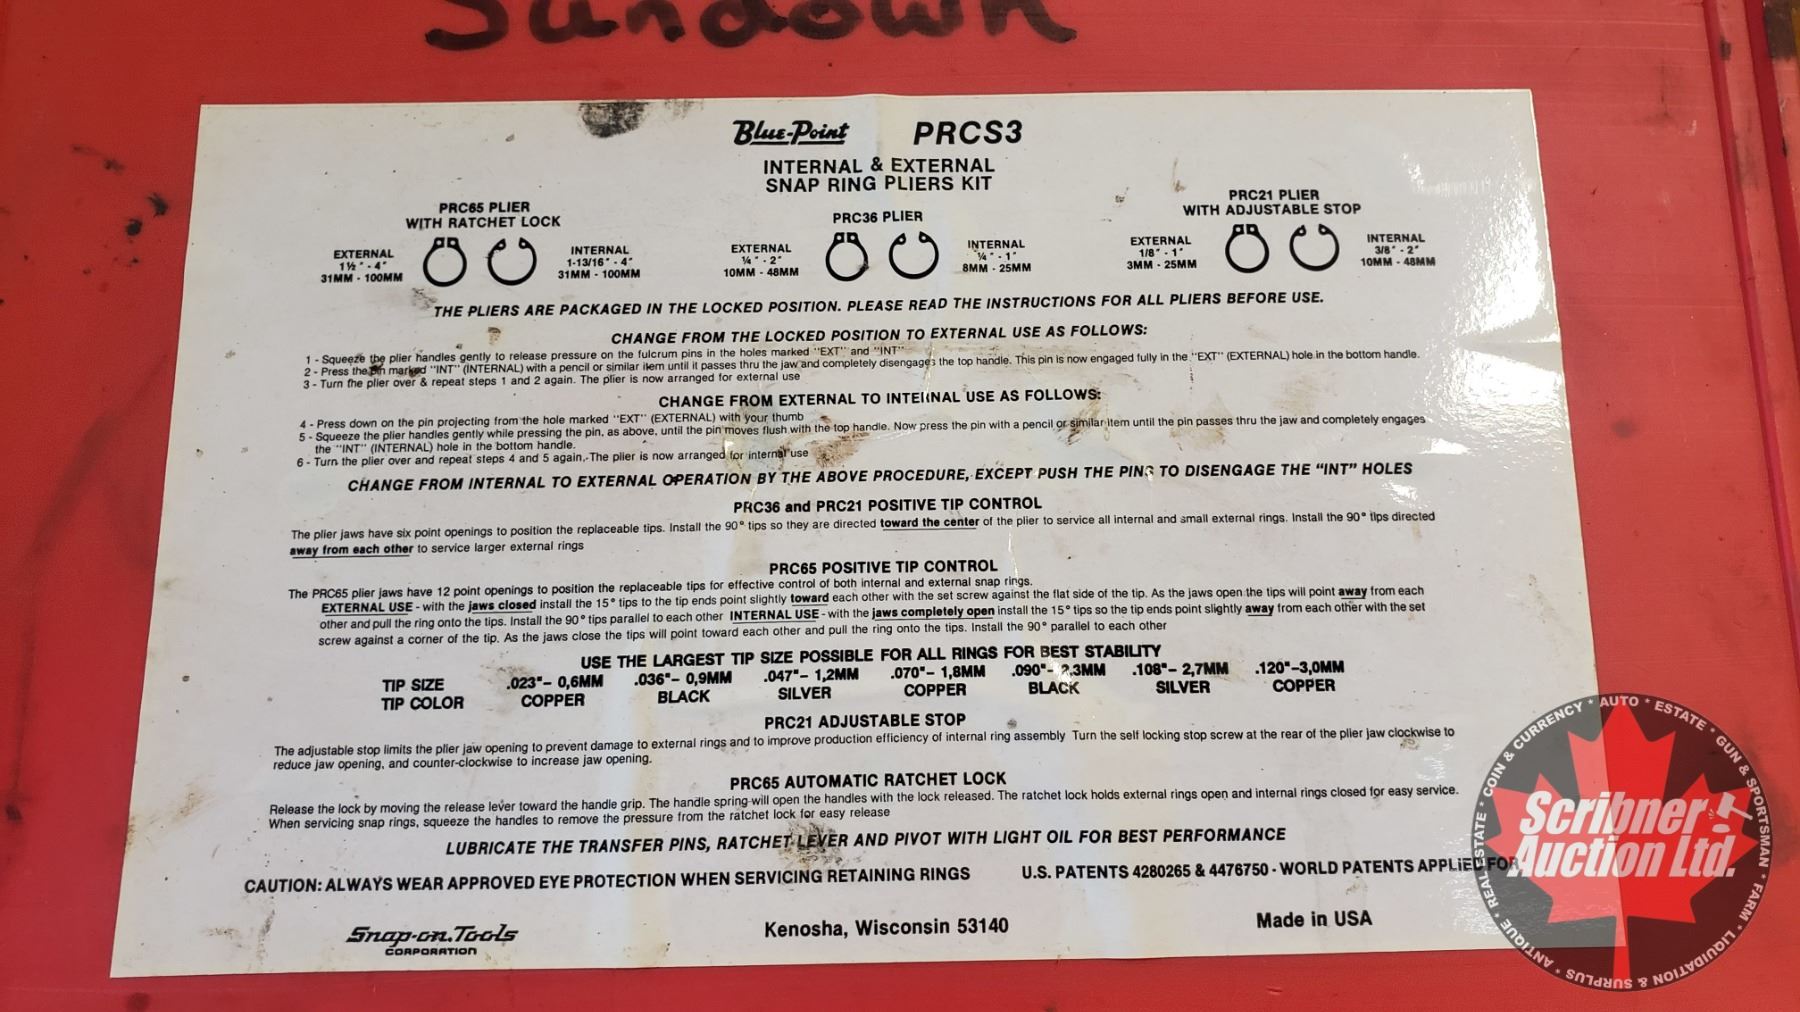 Sundown
Blue-Point PRCS3
INTERNAL & EXTERNAL
SNAP RING PLIERS KIT
PRC65 PLIER
WITH RATCHET LOCK
EXTERNAL
1½" - 4"
31MM - 100MM
INTERNAL
1-13/16" - 4"
31MM - 100MM
PRC36 PLIER
EXTERNAL
¼" - 2"
10MM - 48MM
INTERNAL
¼" - 1"
8MM - 25MM
PRC21 PLIER
WITH ADJUSTABLE STOP
EXTERNAL
1/8" - 1"
3MM - 25MM
INTERNAL
3/8" - 2"
10MM - 48MM
THE PLIERS ARE PACKAGED IN THE LOCKED POSITION. PLEASE READ THE INSTRUCTIONS FOR ALL PLIERS BEFORE USE.
CHANGE FROM THE LOCKED POSITION TO EXTERNAL USE AS FOLLOWS:
1 - Squeeze the plier handles gently to release pressure on the fulcrum pins in the holes marked "EXT" and "INT"
2 - Press the pin marked "INT" (INTERNAL) with a pencil or similar item until it passes thru the jaw and completely disengages the top handle. This pin is now engaged fully in the "EXT" (EXTERNAL) hole in the bottom handle.
3 - Turn the plier over & repeat steps 1 and 2 again. The plier is now arranged for external use
CHANGE FROM EXTERNAL TO INTERNAL USE AS FOLLOWS:
4 - Press down on the pin projecting from the hole marked "EXT" (EXTERNAL) with your thumb
5 - Squeeze the plier handles gently while pressing the pin, as above, until the pin moves flush with the top handle. Now press the pin with a pencil or similar item until the pin passes thru the jaw and completely engages
the "INT" (INTERNAL) hole in the bottom handle.
6 - Turn the plier over and repeat steps 4 and 5 again. The plier is now arranged for internal use
CHANGE FROM INTERNAL TO EXTERNAL OPERATION BY THE ABOVE PROCEDURE, EXCEPT PUSH THE PINS TO DISENGAGE THE "INT" HOLES
PRC36 and PRC21 POSITIVE TIP CONTROL
The plier jaws have six point openings to position the replaceable tips. Install the 90° tips so they are directed toward the center of the plier to service all internal and small external rings. Install the 90° tips directed
away from each other to service larger external rings
PRC65 POSITIVE TIP CONTROL
The PRC65 plier jaws have 12 point openings to position the replaceable tips for effective control of both internal and external snap rings.
EXTERNAL USE - with the jaws closed install the 15° tips to the tip ends point slightly toward each other with the set screw against the flat side of the tip. As the jaws open the tips will point away from each
other and pull the ring onto the tips. Install the 90° tips parallel to each other INTERNAL USE - with the jaws completely open install the 15° tips so the tip ends point slightly away from each other with the set
screw against a corner of the tip. As the jaws close the tips will point toward each other and pull the ring onto the tips. Install the 90° parallel to each other
USE THE LARGEST TIP SIZE POSSIBLE FOR ALL RINGS FOR BEST STABILITY
TIP SIZE .023"– 0,6MM .036"– 0,9MM .047"– 1,2MM .070"– 1,8MM .090"– 2,3MM .108"– 2,7MM .120"–3,0MM
TIP COLOR COPPER BLACK SILVER COPPER BLACK SILVER COPPER
PRC21 ADJUSTABLE STOP
The adjustable stop limits the plier jaw opening to prevent damage to external rings and to improve production efficiency of internal ring assembly Turn the self locking stop screw at the rear of the plier jaw clockwise to
reduce jaw opening, and counter-clockwise to increase jaw opening.
PRC65 AUTOMATIC RATCHET LOCK
Release the lock by moving the release lever toward the handle grip. The handle spring will open the handles with the lock released. The ratchet lock holds external rings open and internal rings closed for easy service.
When servicing snap rings, squeeze the handles to remove the pressure from the ratchet lock for easy release
LUBRICATE THE TRANSFER PINS, RATCHET LEVER AND PIVOT WITH LIGHT OIL FOR BEST PERFORMANCE
CAUTION: ALWAYS WEAR APPROVED EYE PROTECTION WHEN SERVICING RETAINING RINGS
U.S. PATENTS 4280265 & 4476750 - WORLD PATENTS APPLIED FOR
Snap-on Tools
CORPORATION
Kenosha, Wisconsin 53140
Made in USA
Scribner
Auction Ltd.
AUTO * ESTATE * GUN & SPORTSMAN * FARM * LIQUIDATION & SURPLUS * ANTIQUE * REAL ESTATE * COIN & CURRENCY *